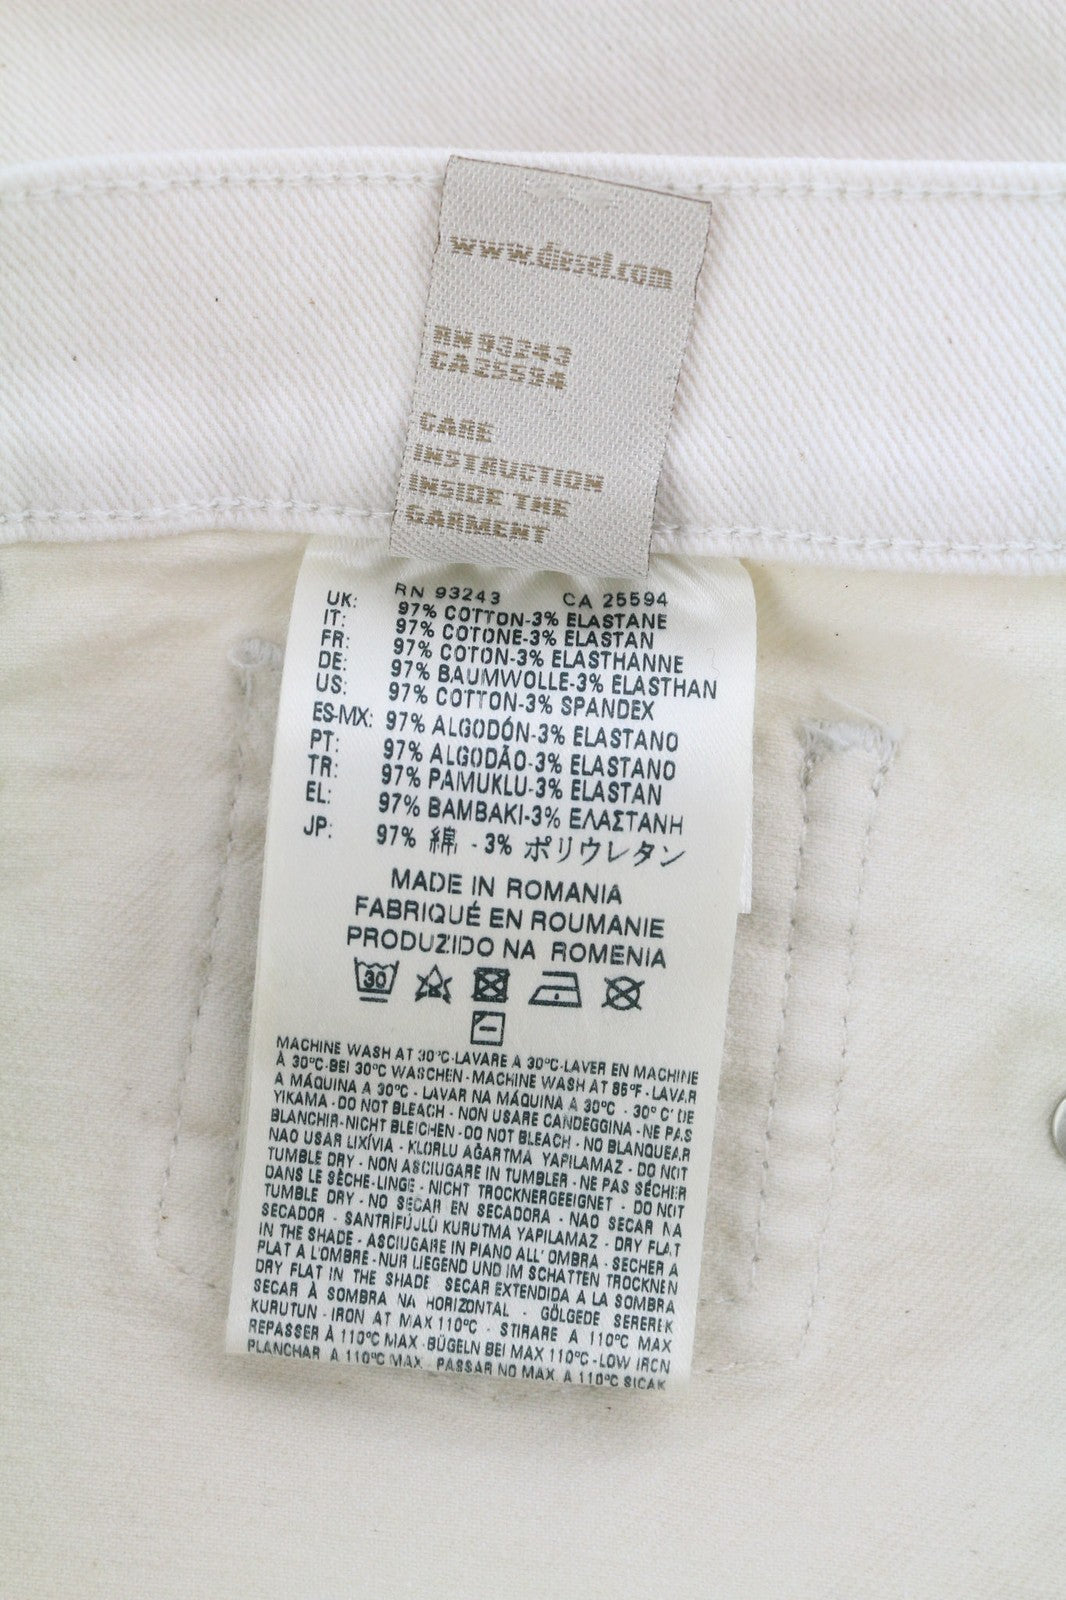 www.diesel.com
RN 93243
CA 25594
CARE
INSTRUCTION
INSIDE THE
GARMENT
RN 93243 CA 25594
UK: 97% COTTON-3% ELASTANE
IT: 97% COTONE-3% ELASTAN
FR: 97% COTON-3% ELASTHANNE
DE: 97% BAUMWOLLE-3% ELASTHAN
US: 97% COTTON-3% SPANDEX
ES-MX: 97% ALGODÓN-3% ELASTANO
PT: 97% ALGODÃO-3% ELASTANO
TR: 97% PAMUKLU-3% ELASTAN
EL: 97% BAMBAKI-3% ΕΛΑΣΤΑΝΗ
JP: 97% 綿 - 3% ポリウレタン
MADE IN ROMANIA
FABRIQUÉ EN ROUMANIE
PRODUZIDO NA ROMENIA
30
MACHINE WASH AT 30°C-LAVARE A 30°C-LAVER EN MACHINE
À 30°C-BEI 30°C WASCHEN - MACHINE WASH AT 85°F - LAVAR
A MÁQUINA A 30°C - LAVAR NA MÁQUINA A 30°C - 30° C' DE
YIKAMA - DO NOT BLEACH - NON USARE CANDEGGINA - NE PAS
BLANCHIR-NICHT BLEICHEN - DO NOT BLEACH - NO BLANQUEAR
NAO USAR LIXÍVIA - KLORLU AĞARTMA YAPILAMAZ - DO NOT
TUMBLE DRY - NON ASCIUGARE IN TUMBLER - NE PAS SÉCHER
DANS LE SÈCHE-LINGE - NICHT TROCKNERGEEIGNET - DO NOT
TUMBLE DRY - NO SECAR EN SECADORA - NAO SECAR NA
SECADOR - SANTRİFÜJLÜ KURUTMA YAPILAMAZ - DRY FLAT
IN THE SHADE - ASCIUGARE IN PIANO ALL' OMBRA - SECHER A
PLAT A L'OMBRE - NUR LIEGEND UND IM SCHATTEN TROCKNEN
DRY FLAT IN THE SHADE SECAR EXTENDIDA A LA SOMBRA
SECAR À SOMBRA NA HORIZONTAL - GÖLGEDE SEREREK
KURUTUN - IRON AT MAX 110°C - STIRARE A 110°C MAX
REPASSER À 110°C MAX - BÜGELN BEI MAX 110°C - LOW IRON
PLANCHAR A 110°C MAX - PASSAR NO MAX. A 110°C SICAK